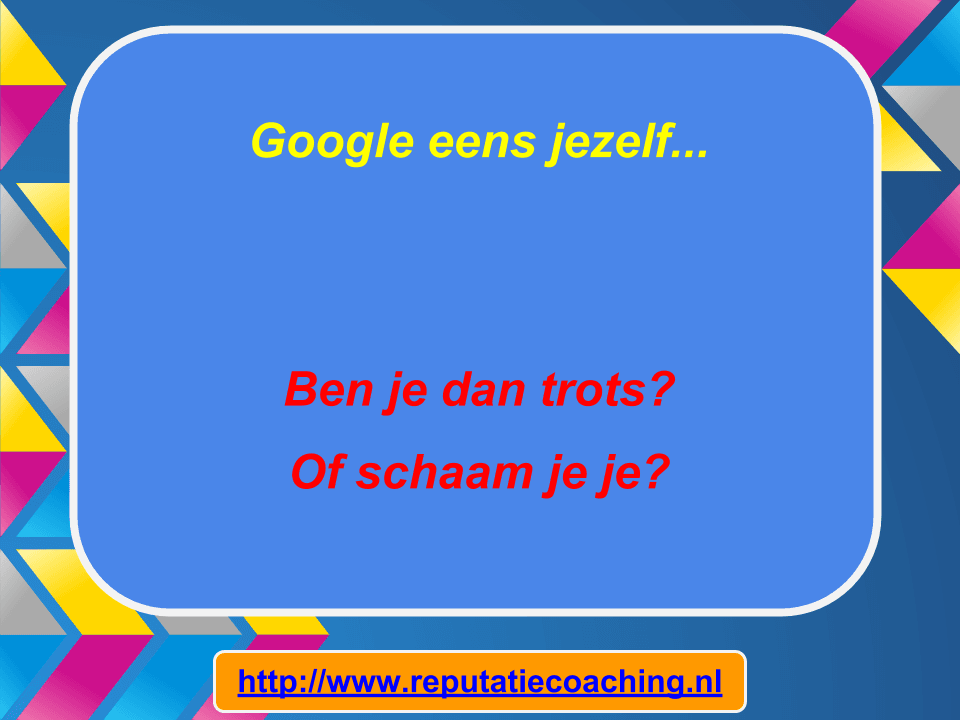 Google eens jezelf...
Ben je dan trots?
Of schaam je je?
http://www.reputatiecoaching.nl